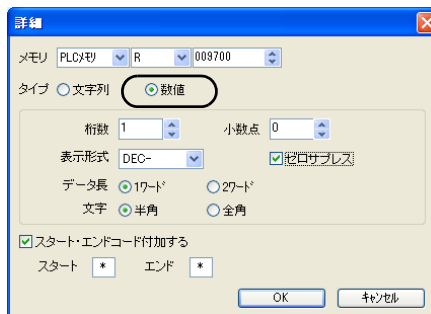 詳細
メモリ PLCメモリ R 009700
タイプ 文字列 数値
桁数 1 小数点 0
表示形式 DEC- ゼロサプレス
データ長 1ワード 2ワード
文字 半角 全角
スタート・エンドコード付加する
スタート * エンド *
OK キャンセル